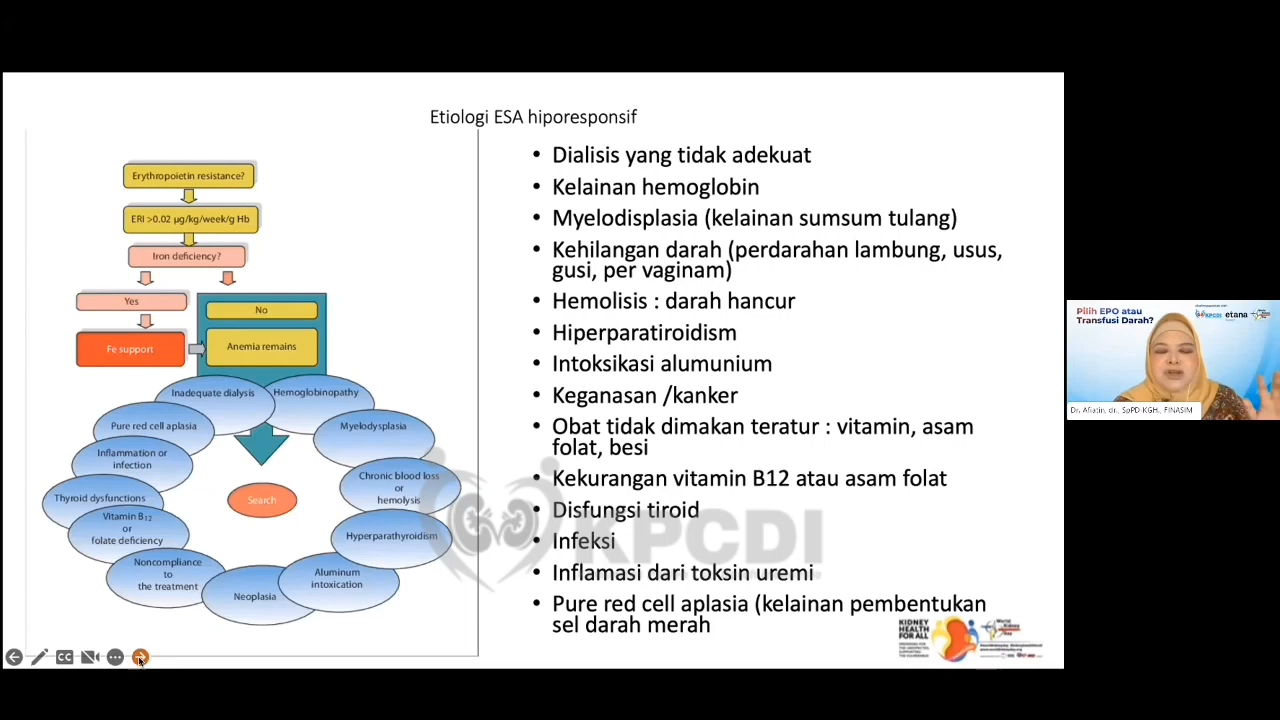 Etiologi ESA hiporesponsif
Erythropoietin resistance?
ERI >0.02 µg/kg/week/g Hb
Iron deficiency?
Yes
No
Fe support
Anemia remains
Inadequate dialysis
Hemoglobinopathy
Pure red cell aplasia
Myelodysplasia
Inflammation or
infection
Chronic blood loss
or
hemolysis
Thyroid dysfunctions
Search
Vitamin B12
or
folate deficiency
Hyperparathyroidism
Noncompliance
to
the treatment
Aluminum
intoxication
Neoplasia
• Dialisis yang tidak adekuat
• Kelainan hemoglobin
• Myelodisplasia (kelainan sumsum tulang)
• Kehilangan darah (perdarahan lambung, usus,
gusi, per vaginam)
• Hemolisis : darah hancur
• Hiperparatiroidism
• Intoksikasi alumunium
• Keganasan /kanker
• Obat tidak dimakan teratur : vitamin, asam
folat, besi
• Kekurangan vitamin B12 atau asam folat
• Disfungsi tiroid
• Infeksi
• Inflamasi dari toksin uremi
• Pure red cell aplasia (kelainan pembentukan
sel darah merah
KPCDI
KIDNEY
HEALTH
FOR ALL
World
Kidney
Day
CC
Pilih EPO atau
Transfusi Darah?
KPCDI
etana
Dr. Afiatin, dr., SpPD-KGH., FINASIM